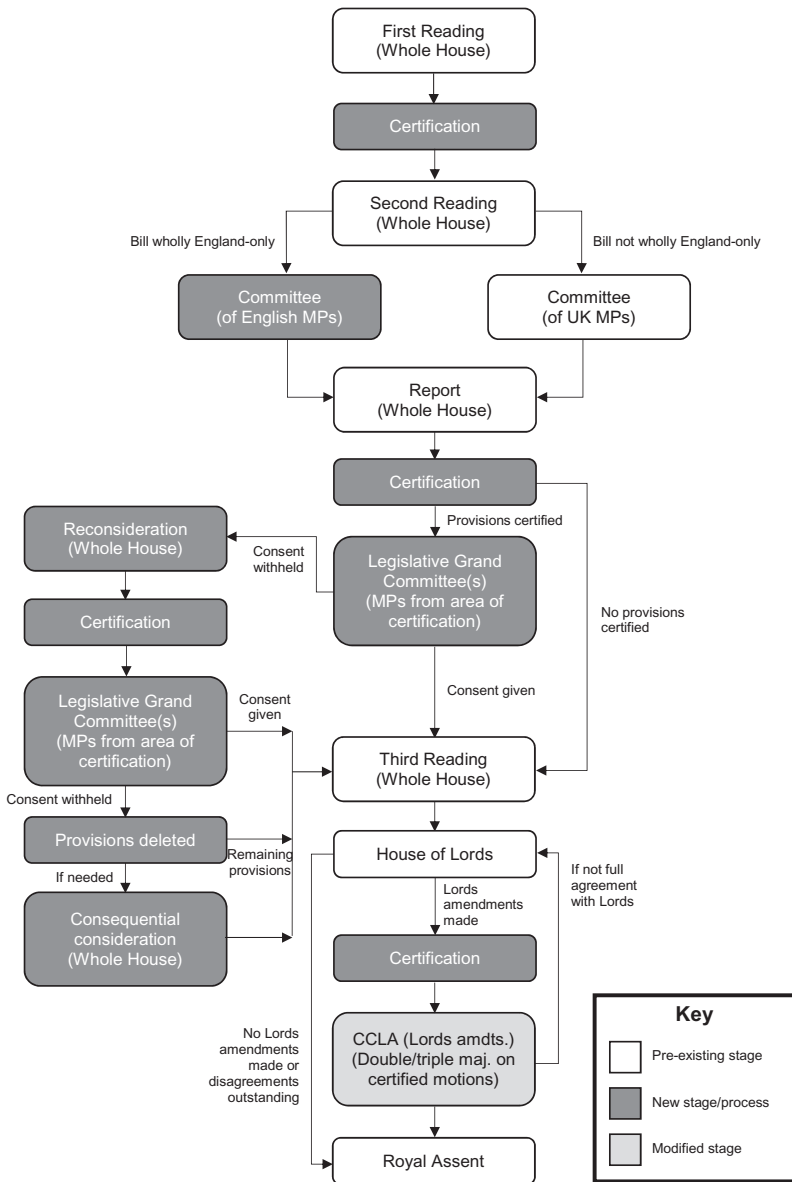 First Reading
(Whole House)
Certification
Second Reading
(Whole House)
Bill wholly England-only
Bill not wholly England-only
Committee
(of English MPs)
Committee
(of UK MPs)
Report
(Whole House)
Certification
Provisions certified
Reconsideration
(Whole House)
Consent
withheld
Legislative Grand
Committee(s)
(MPs from area of
certification)
No provisions
certified
Certification
Consent given
Legislative Grand
Committee(s)
(MPs from area of
certification)
Consent
given
Third Reading
(Whole House)
Consent withheld
Provisions deleted
Remaining
provisions
House of Lords
If not full
agreement
with Lords
If needed
Lords
amendments
made
Consequential
consideration
(Whole House)
Certification
No Lords
amendments
made or
disagreements
outstanding
CCLA (Lords amdts.)
(Double/triple maj. on
certified motions)
Royal Assent
Key
Pre-existing stage
New stage/process
Modified stage